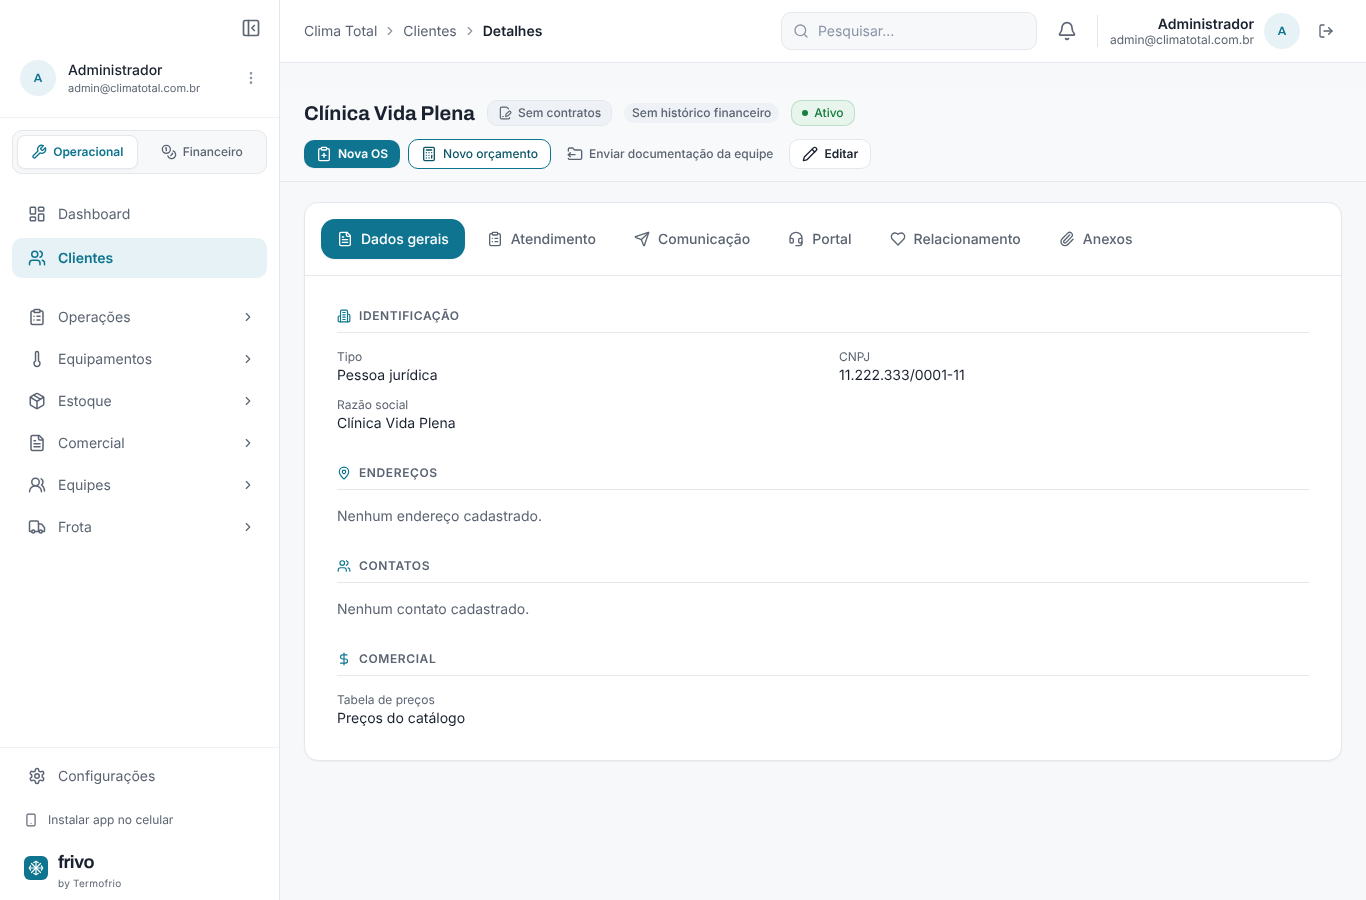 A
Administrador
admin@climatotal.com.br
Operacional
Financeiro
Dashboard
Clientes
Operações
Equipamentos
Estoque
Comercial
Equipes
Frota
Configurações
Instalar app no celular
frivo
by Termofrio
Clima Total > Clientes > Detalhes
Pesquisar...
Administrador
admin@climatotal.com.br
A
Clínica Vida Plena
Sem contratos
Sem histórico financeiro
Ativo
Nova OS
Novo orçamento
Enviar documentação da equipe
Editar
Dados gerais
Atendimento
Comunicação
Portal
Relacionamento
Anexos
IDENTIFICAÇÃO
Tipo
Pessoa jurídica
CNPJ
11.222.333/0001-11
Razão social
Clínica Vida Plena
ENDEREÇOS
Nenhum endereço cadastrado.
CONTATOS
Nenhum contato cadastrado.
COMERCIAL
Tabela de preços
Preços do catálogo